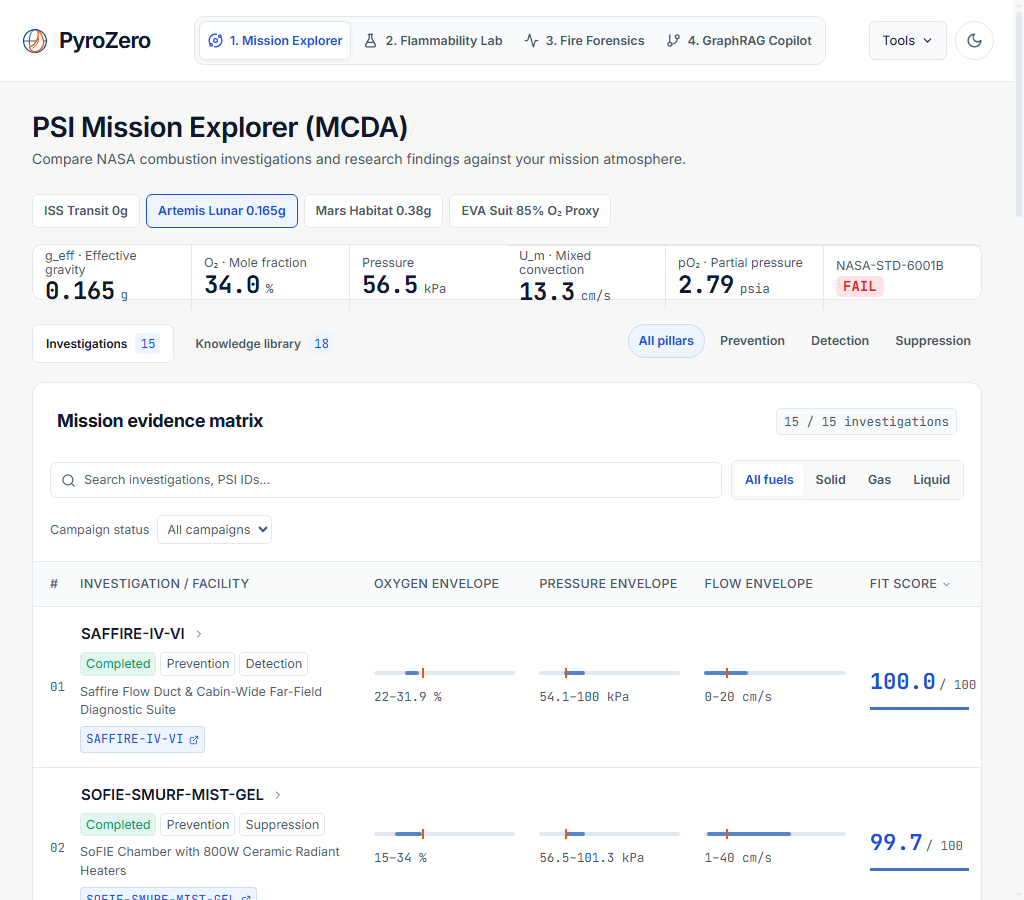 PyroZero
1. Mission Explorer
2. Flammability Lab
3. Fire Forensics
4. GraphRAG Copilot
Tools
PSI Mission Explorer (MCDA)
Compare NASA combustion investigations and research findings against your mission atmosphere.
ISS Transit 0g
Artemis Lunar 0.165g
Mars Habitat 0.38g
EVA Suit 85% O₂ Proxy
g_eff · Effective
gravity
0.165 g
O₂ · Mole fraction
34.0 %
Pressure
56.5 kPa
U_m · Mixed
convection
13.3 cm/s
pO₂ · Partial pressure
2.79 psia
NASA-STD-6001B
FAIL
Investigations 15
Knowledge library 18
All pillars
Prevention
Detection
Suppression
Mission evidence matrix
15 / 15 investigations
Search investigations, PSI IDs...
All fuels
Solid
Gas
Liquid
Campaign status
All campaigns
# INVESTIGATION / FACILITY OXYGEN ENVELOPE PRESSURE ENVELOPE FLOW ENVELOPE FIT SCORE
01
SAFFIRE-IV-VI
Completed Prevention Detection
Saffire Flow Duct & Cabin-Wide Far-Field
Diagnostic Suite
SAFFIRE-IV-VI
22–31.9 %
54.1–100 kPa
0–20 cm/s
100.0 / 100
02
SOFIE-SMURF-MIST-GEL
Completed Prevention Suppression
SoFIE Chamber with 800W Ceramic Radiant
Heaters
SOFIE-SMURF-MIST-GEL
15–34 %
56.5–101.3 kPa
1–40 cm/s
99.7 / 100